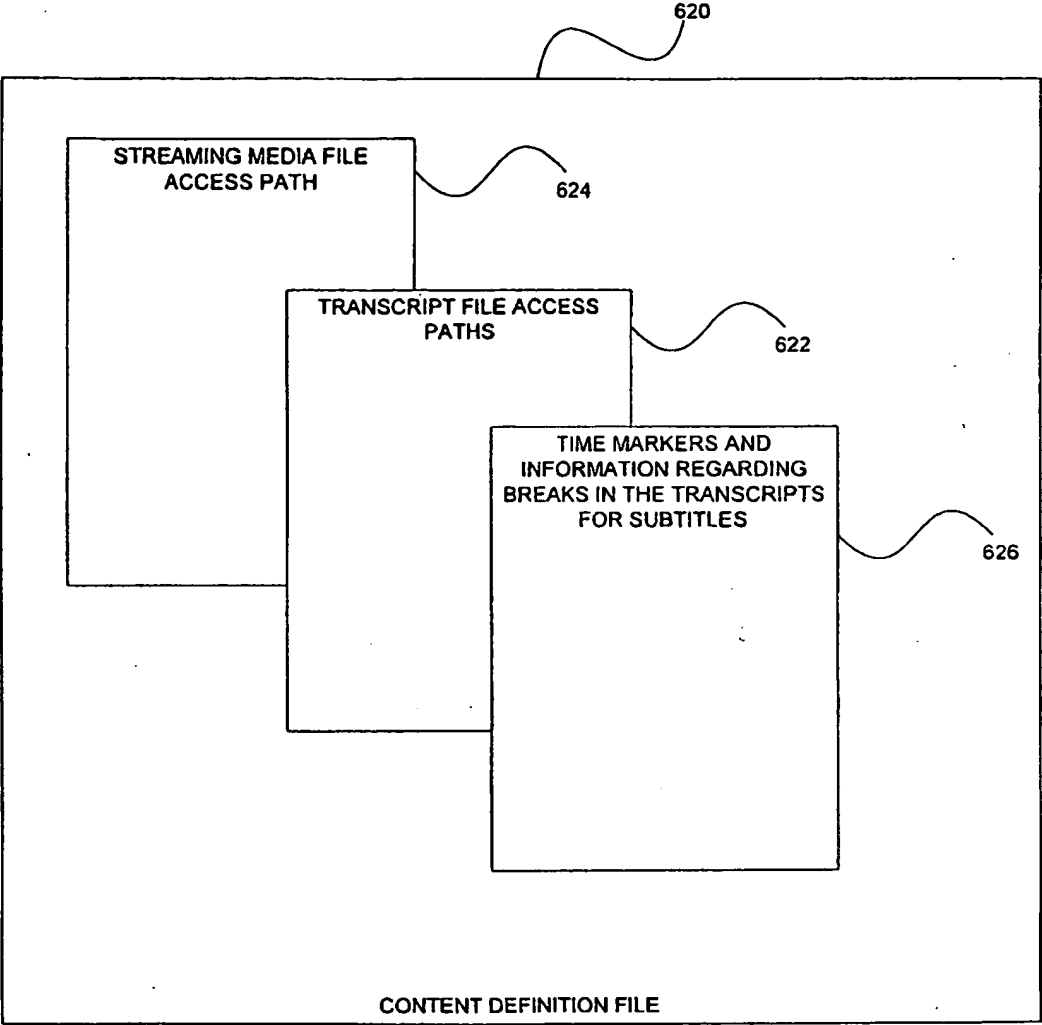 620
STREAMING MEDIA FILE
ACCESS PATH
624
TRANSCRIPT FILE ACCESS
PATHS
622
TIME MARKERS AND
INFORMATION REGARDING
BREAKS IN THE TRANSCRIPTS
FOR SUBTITLES
626
CONTENT DEFINITION FILE